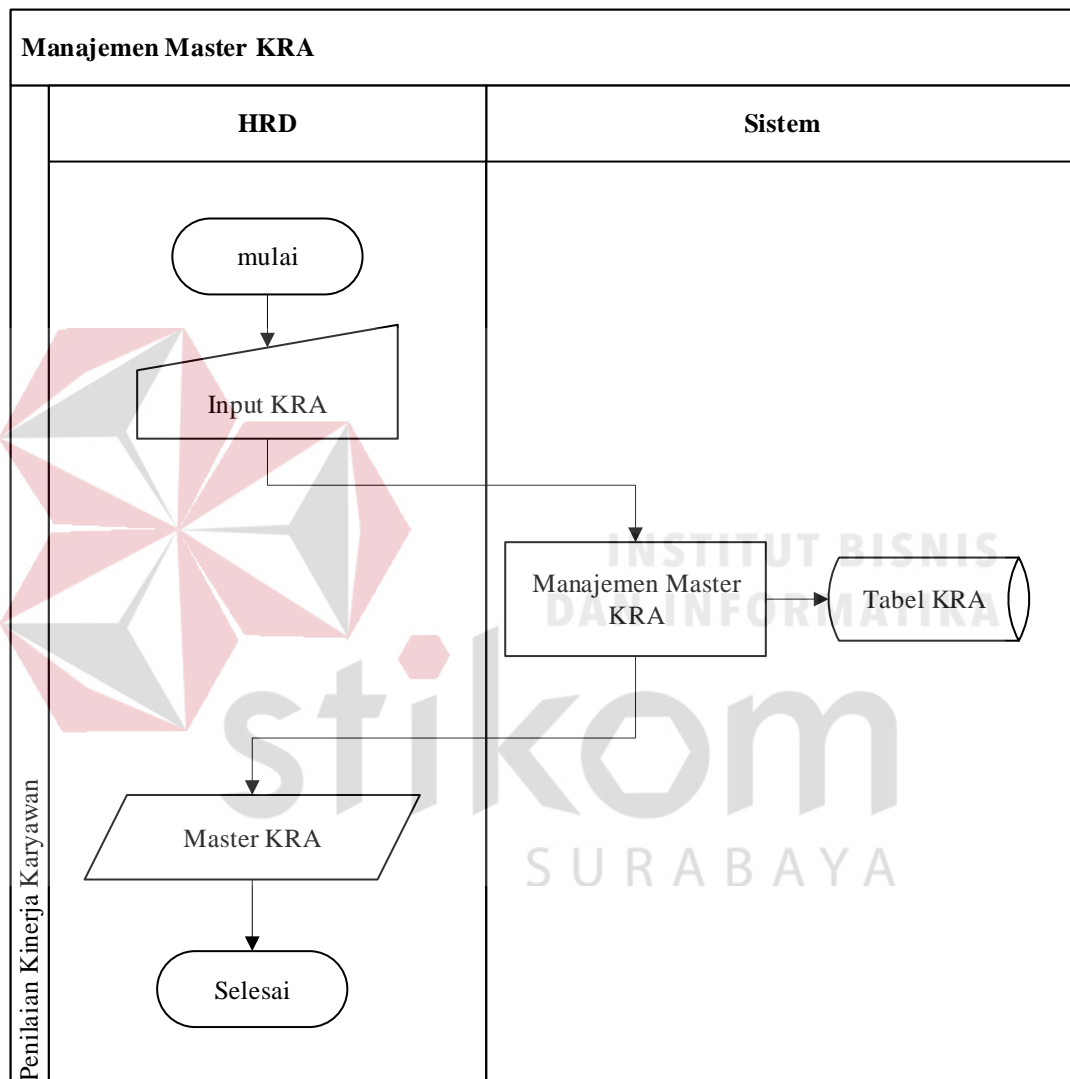 Manajemen Master KRA
HRD
Sistem
mulai
Input KRA
Manajemen Master
KRA
Tabel KRA
Master KRA
Selesai
Penilaian Kinerja Karyawan
INSTITUT BISNIS
DAN INFORMATIKA
stikom
SURABAYA